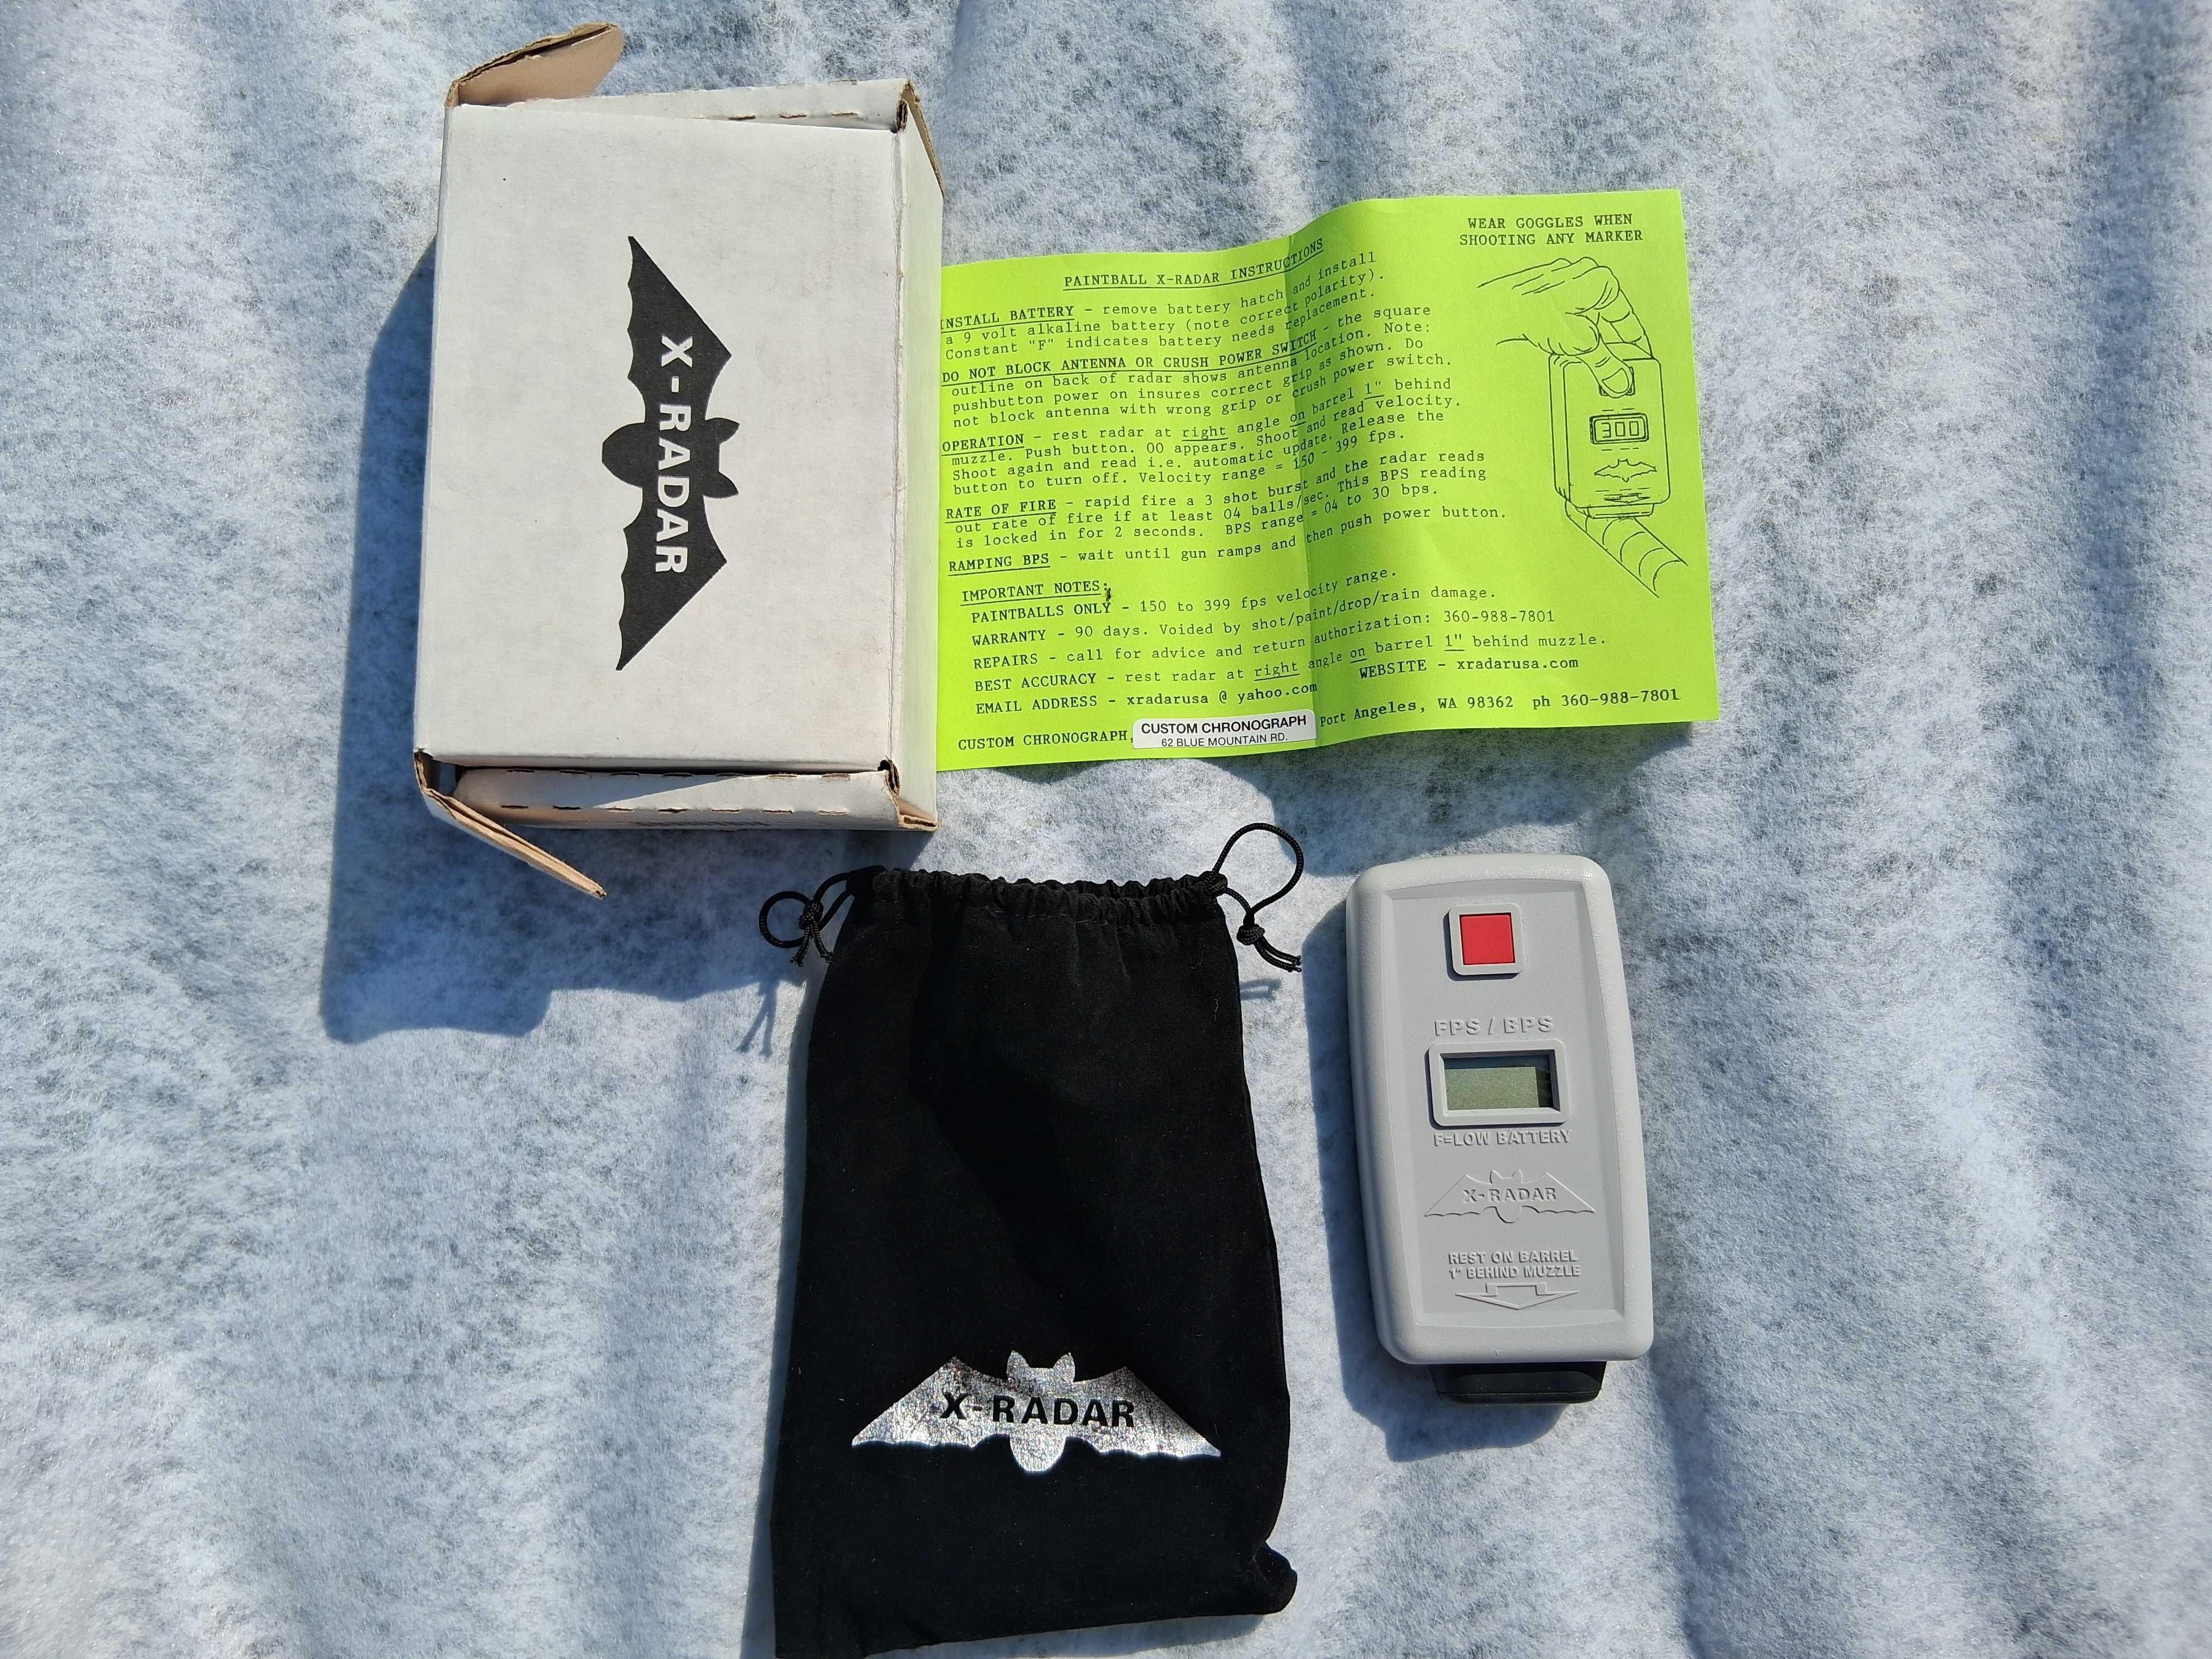 X-RADAR
WEAR GOGGLES WHEN
SHOOTING ANY MARKER
PAINTBALL X-RADAR INSTRUCTIONS
INSTALL BATTERY - remove battery hatch and install
a 9 volt alkaline battery (note correct polarity).
Constant "F" indicates battery needs replacement.
DO NOT BLOCK ANTENNA OR CRUSH POWER SWITCH - the square
outline on back of radar shows antenna location. Note:
pushbutton power on insures correct grip as shown. Do
not block antenna with wrong grip or crush power switch.
OPERATION - rest radar at right angle on barrel 1" behind
muzzle. Push button. 00 appears. Shoot and read velocity.
Shoot again and read i.e. automatic update. Release the
button to turn off. Velocity range = 150 - 399 fps.
RATE OF FIRE - rapid fire a 3 shot burst and the radar reads
out rate of fire if at least 04 balls/sec. This BPS reading
is locked in for 2 seconds. BPS range = 04 to 30 bps.
RAMPING BPS - wait until gun ramps and then push power button.
IMPORTANT NOTES:
PAINTBALLS ONLY - 150 to 399 fps velocity range.
WARRANTY - 90 days. Voided by shot/paint/drop/rain damage.
REPAIRS - call for advice and return authorization: 360-988-7801
BEST ACCURACY - rest radar at right angle on barrel 1" behind muzzle.
EMAIL ADDRESS - xradarusa @ yahoo.com WEBSITE - xradarusa.com
CUSTOM CHRONOGRAPH, Port Angeles, WA 98362 ph 360-988-7801
CUSTOM CHRONOGRAPH
62 BLUE MOUNTAIN RD.
300
FPS / BPS
F=LOW BATTERY
X-RADAR
REST ON BARREL
1" BEHIND MUZZLE
X-RADAR